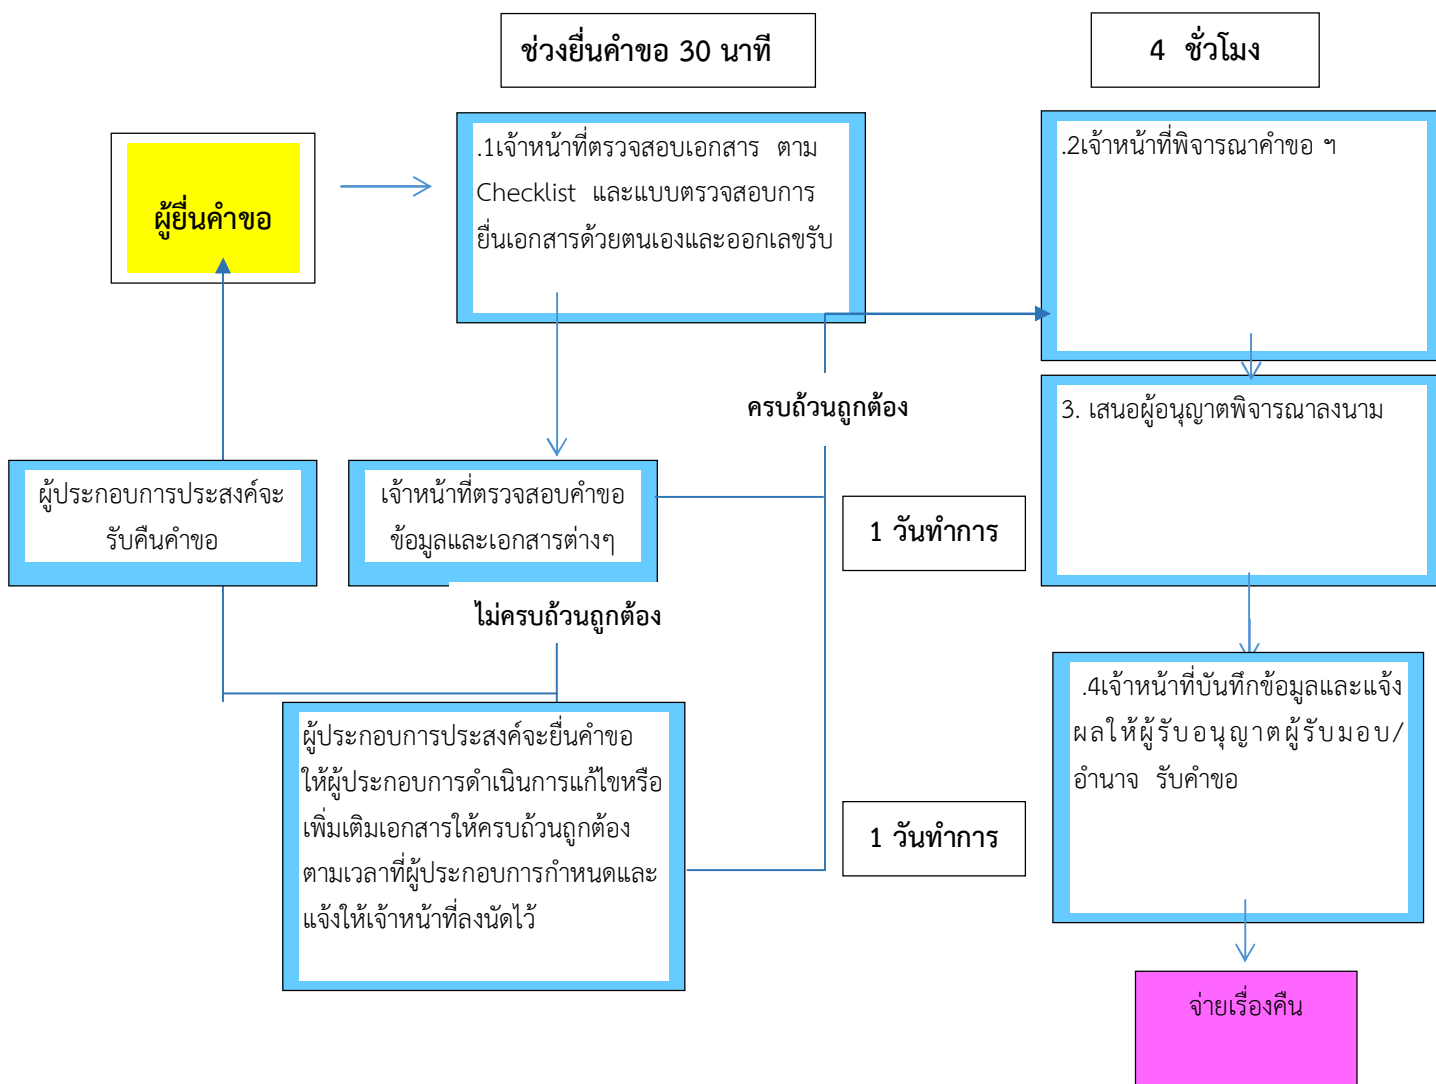 ช่วงยื่นคำขอ 30 นาที
4 ชั่วโมง
ผู้ยื่นคำขอ
.1เจ้าหน้าที่ตรวจสอบเอกสาร ตาม
Checklist และแบบตรวจสอบการ
ยื่นเอกสารด้วยตนเองและออกเลขรับ
.2เจ้าหน้าที่พิจารณาคำขอ ฯ
ครบถ้วนถูกต้อง
3. เสนอผู้อนุญาตพิจารณาลงนาม
ผู้ประกอบการประสงค์จะ
รับคืนคำขอ
เจ้าหน้าที่ตรวจสอบคำขอ
ข้อมูลและเอกสารต่างๆ
1 วันทำการ
ไม่ครบถ้วนถูกต้อง
ผู้ประกอบการประสงค์จะยื่นคำขอ
ให้ผู้ประกอบการดำเนินการแก้ไขหรือ
เพิ่มเติมเอกสารให้ครบถ้วนถูกต้อง
ตามเวลาที่ผู้ประกอบการกำหนดและ
แจ้งให้เจ้าหน้าที่ลงนัดไว้
1 วันทำการ
.4เจ้าหน้าที่บันทึกข้อมูลและแจ้ง
ผลให้ผู้รับอนุญาตผู้รับมอบ/
อำนาจ รับคำขอ
จ่ายเรื่องคืน